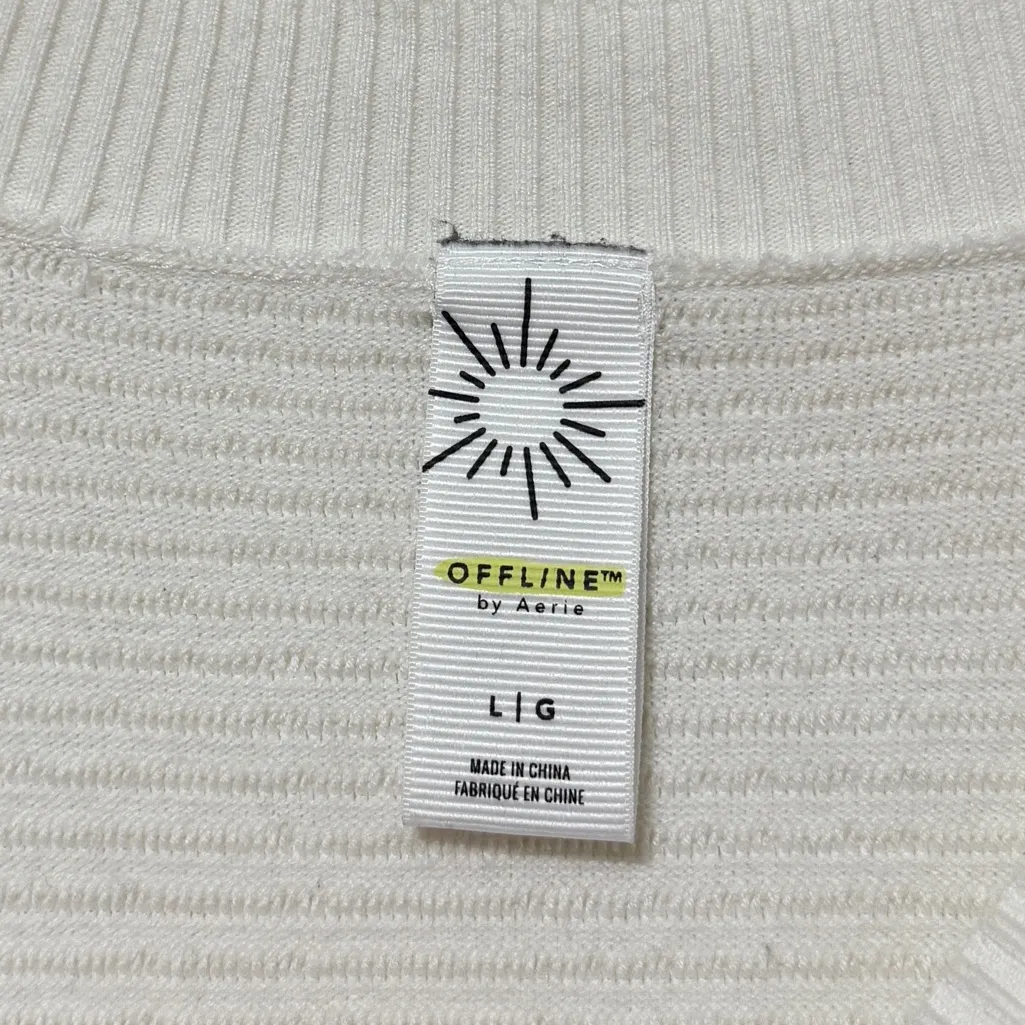 OFFLINE™
by Aerie
L | G
MADE IN CHINA
FABRIQUÉ EN CHINE